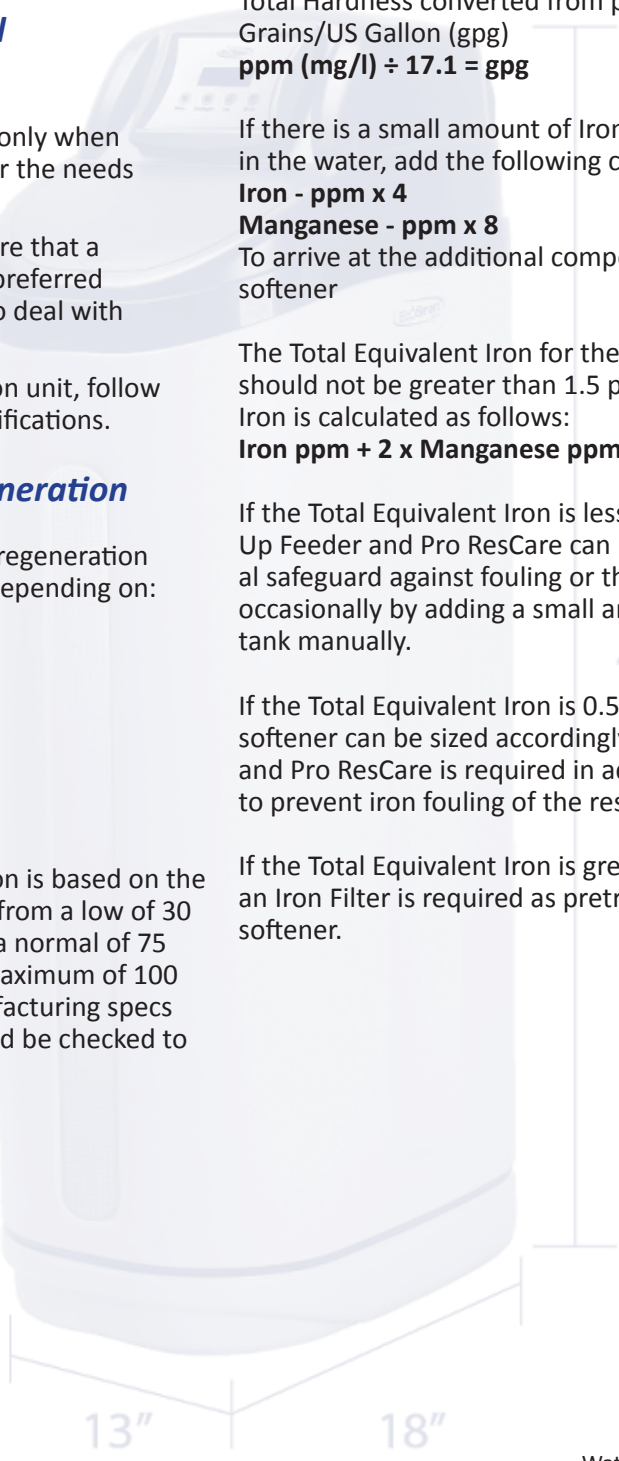 only when
r the needs
re that a
preferred
o deal with
on unit, follow
ifications.
neration
regeneration
epending on:
on is based on the
from a low of 30
a normal of 75
aximum of 100
facturing specs
d be checked to
Total Hardness converted from p
Grains/US Gallon (gpg)
ppm (mg/l) ÷ 17.1 = gpg
If there is a small amount of Iron
in the water, add the following c
Iron - ppm x 4
Manganese - ppm x 8
To arrive at the additional comp
softener
The Total Equivalent Iron for the
should not be greater than 1.5 p
Iron is calculated as follows:
Iron ppm + 2 x Manganese ppm
If the Total Equivalent Iron is less
Up Feeder and Pro ResCare can
al safeguard against fouling or th
occasionally by adding a small a
tank manually.
If the Total Equivalent Iron is 0.5
softener can be sized accordingly
and Pro ResCare is required in a
to prevent iron fouling of the res
If the Total Equivalent Iron is gre
an Iron Filter is required as pretr
softener.
13"
18"
Wat